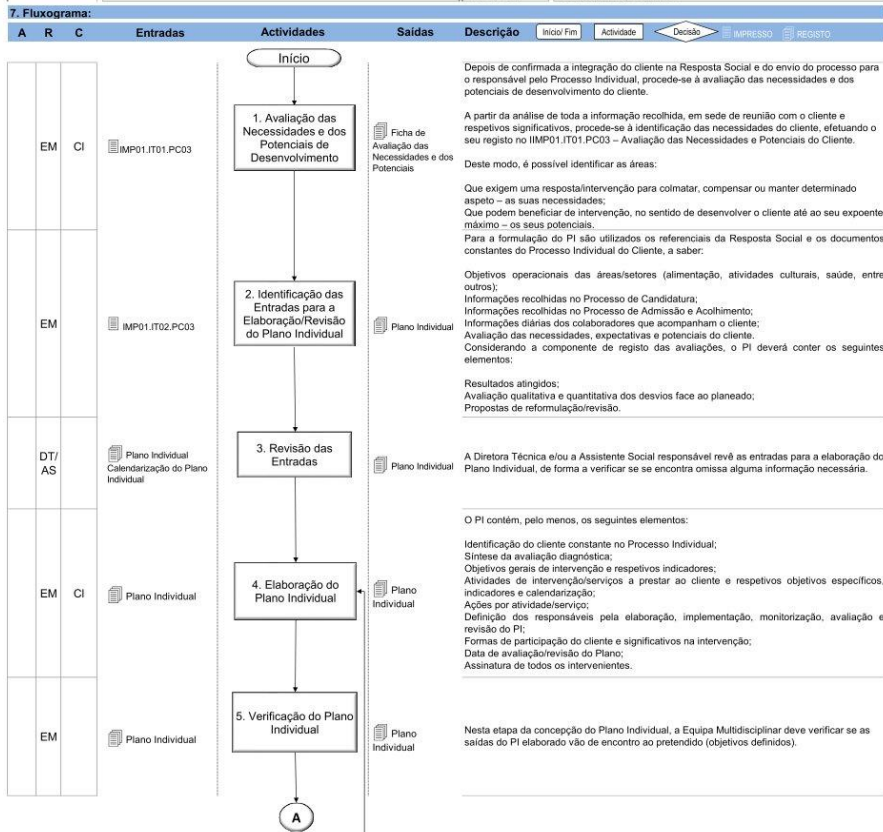 7. Fluxograma:
A R C Entradas Actividades Saídas Descrição Início/ Fim Actividade Decisão IMPRESSO REGISTO
Início
EM CI
IMP01.IT01.PC03
1. Avaliação das
Necessidades e dos
Potenciais de
Desenvolvimento
Ficha de
Avaliação das
Necessidades e dos
Potenciais
Depois de confirmada a integração do cliente na Resposta Social e do envio do processo para
o responsável pelo Processo Individual, procede-se à avaliação das necessidades e dos
potenciais de desenvolvimento do cliente.
A partir da análise de toda a informação recolhida, em sede de reunião com o cliente e
respetivos significativos, procede-se à identificação das necessidades do cliente, efetuando o
seu registo no IIMP01.IT01.PC03 – Avaliação das Necessidades e Potenciais do Cliente.
Deste modo, é possível identificar as áreas:
Que exigem uma resposta/intervenção para colmatar, compensar ou manter determinado
aspeto – as suas necessidades;
Que podem beneficiar de intervenção, no sentido de desenvolver o cliente até ao seu expoente
máximo – os seus potenciais.
EM
IMP01.IT02.PC03
2. Identificação das
Entradas para a
Elaboração/Revisão
do Plano Individual
Plano Individual
Para a formulação do PI são utilizados os referenciais da Resposta Social e os documentos
constantes do Processo Individual do Cliente, a saber:
Objetivos operacionais das áreas/setores (alimentação, atividades culturais, saúde, entre
outros);
Informações recolhidas no Processo de Candidatura;
Informações recolhidas no Processo de Admissão e Acolhimento;
Informações diárias dos colaboradores que acompanham o cliente;
Avaliação das necessidades, expectativas e potenciais do cliente.
Considerando a componente de registo das avaliações, o PI deverá conter os seguintes
elementos:
Resultados atingidos;
Avaliação qualitativa e quantitativa dos desvios face ao planeado;
Propostas de reformulação/revisão.
DT/
AS
Plano Individual
Calendarização do Plano
Individual
3. Revisão das
Entradas
Plano Individual
A Diretora Técnica e/ou a Assistente Social responsável revê as entradas para a elaboração do
Plano Individual, de forma a verificar se se encontra omissa alguma informação necessária.
EM CI
Plano Individual
4. Elaboração do
Plano Individual
Plano
Individual
O PI contém, pelo menos, os seguintes elementos:
Identificação do cliente constante no Processo Individual;
Síntese da avaliação diagnóstica;
Objetivos gerais de intervenção e respetivos indicadores;
Atividades de intervenção/serviços a prestar ao cliente e respetivos objetivos específicos,
indicadores e calendarização;
Ações por atividade/serviço;
Definição dos responsáveis pela elaboração, implementação, monitorização, avaliação e
revisão do PI;
Formas de participação do cliente e significativos na intervenção;
Data de avaliação/revisão do Plano;
Assinatura de todos os intervenientes.
EM
Plano Individual
5. Verificação do Plano
Individual
Plano
Individual
Nesta etapa da concepção do Plano Individual, a Equipa Multidisciplinar deve verificar se as
saídas do PI elaborado vão de encontro ao pretendido (objetivos definidos).
A